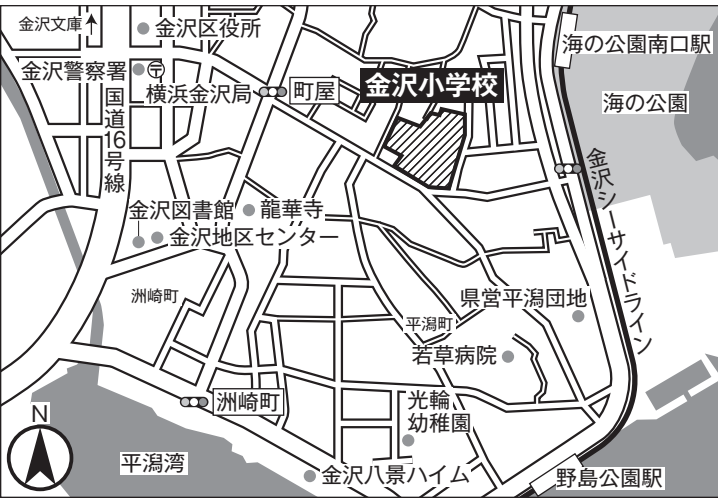 金沢文庫
金沢区役所
金沢警察署
〒
横浜金沢局
町屋
金沢小学校
海の公園南口駅
海の公園
国道16号線
金沢シーサイドライン
金沢図書館
龍華寺
金沢地区センター
洲崎町
県営平潟団地
平潟町
若草病院
洲崎町
光輪
幼稚園
N
平潟湾
金沢八景ハイム
野島公園駅